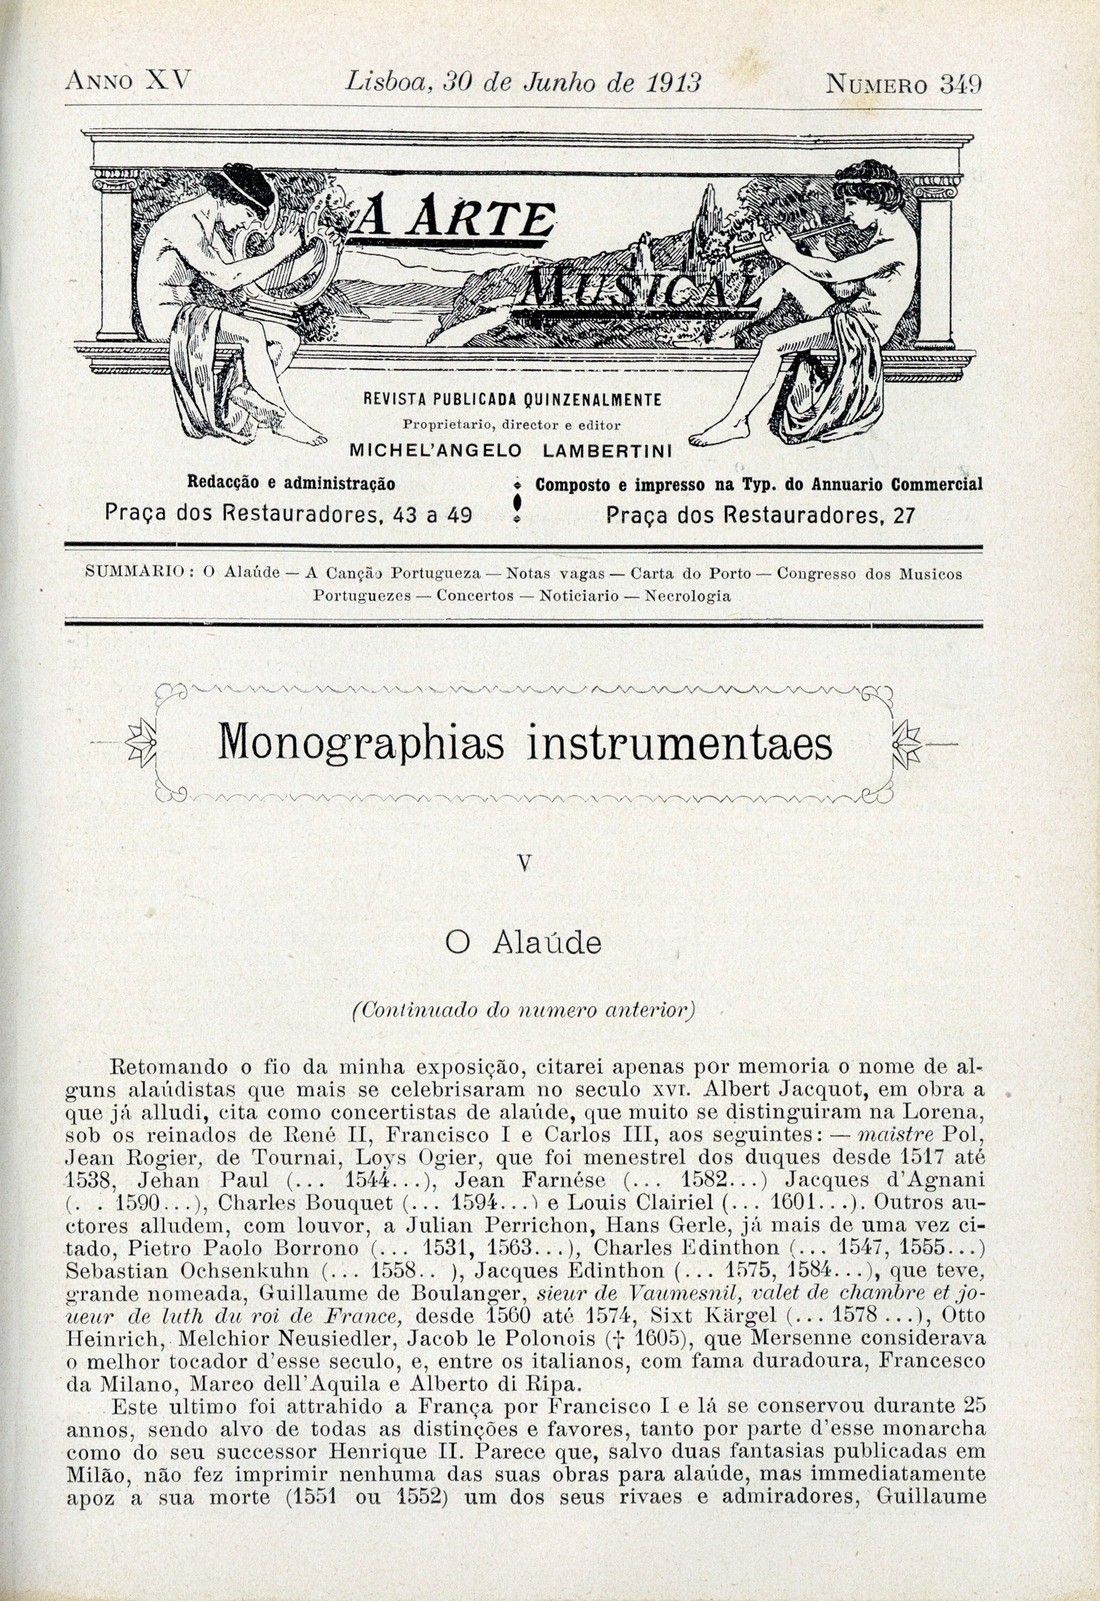 ANNO XV Lisboa, 30 de Junho de 1913 NUMERO 349
A ARTE
MUSICAL
REVISTA PUBLICADA QUINZENALMENTE
Proprietario, director e editor
MICHEL'ANGELO LAMBERTINI
Redacção e administração
Praça dos Restauradores, 43 a 49
Composto e impresso na Typ. do Annuario Commercial
Praça dos Restauradores, 27
SUMMARIO: O Alaúde — A Canção Portugueza — Notas vagas — Carta do Porto — Congresso dos Musicos
Portuguezes — Concertos — Noticiario — Necrologia
Monographias instrumentaes
V
O Alaúde
(Continuado do numero anterior)
Retomando o fio da minha exposição, citarei apenas por memoria o nome de al-
guns alaúdistas que mais se celebrisaram no seculo XVI. Albert Jacquot, em obra a
que já alludi, cita como concertistas de alaúde, que muito se distinguiram na Lorena,
sob os reinados de René II, Francisco I e Carlos III, aos seguintes: — maistre Pol,
Jean Rogier, de Tournai, Loys Ogier, que foi menestrel dos duques desde 1517 até
1538, Jehan Paul (... 1544...), Jean Farnése (... 1582...) Jacques d'Agnani
(. . 1590...), Charles Bouquet (... 1594...) e Louis Clairiel (... 1601...). Outros au-
ctores alludem, com louvor, a Julian Perrichon, Hans Gerle, já mais de uma vez ci-
tado, Pietro Paolo Borrono (... 1531, 1563...), Charles Edinthon (... 1547, 1555...)
Sebastian Ochsenkuhn (... 1558.. ), Jacques Edinthon (... 1575, 1584...), que teve,
grande nomeada, Guillaume de Boulanger, sieur de Vaumesnil, valet de chambre et jo-
ueur de luth du roi de France, desde 1560 até 1574, Sixt Kärgel (... 1578 ...), Otto
Heinrich, Melchior Neusiedler, Jacob le Polonois († 1605), que Mersenne considerava
o melhor tocador d'esse seculo, e, entre os italianos, com fama duradoura, Francesco
da Milano, Marco dell'Aquila e Alberto di Ripa.
Este ultimo foi attrahido a França por Francisco I e lá se conservou durante 25
annos, sendo alvo de todas as distincções e favores, tanto por parte d'esse monarcha
como do seu successor Henrique II. Parece que, salvo duas fantasias publicadas em
Milão, não fez imprimir nenhuma das suas obras para alaúde, mas immediatamente
apoz a sua morte (1551 ou 1552) um dos seus rivaes e admiradores, Guillaume